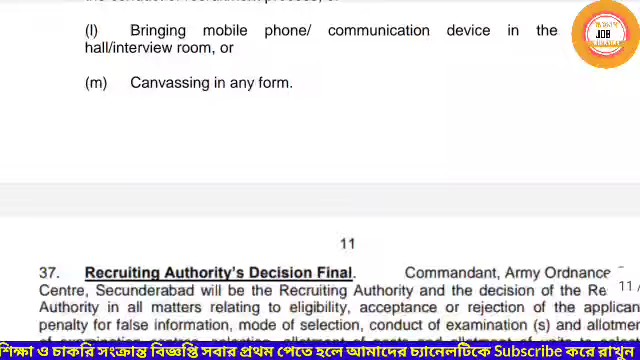 (l) Bringing mobile phone/ communication device in the
hall/interview room, or
(m) Canvassing in any form.
JOB
11
37. Recruiting Authority's Decision Final. Commandant, Army Ordnance
Centre, Secunderabad will be the Recruiting Authority and the decision of the Re
11 /
Authority in all matters relating to eligibility, acceptance or rejection of the applican
penalty for false information, mode of selection, conduct of examination (s) and allotmen
শিক্ষা ও চাকরি সংক্রান্ত বিজ্ঞপ্তি সবার প্রথম পেতে হলে আমাদের চ্যানেলটিকে Subscribe করে রাখুন